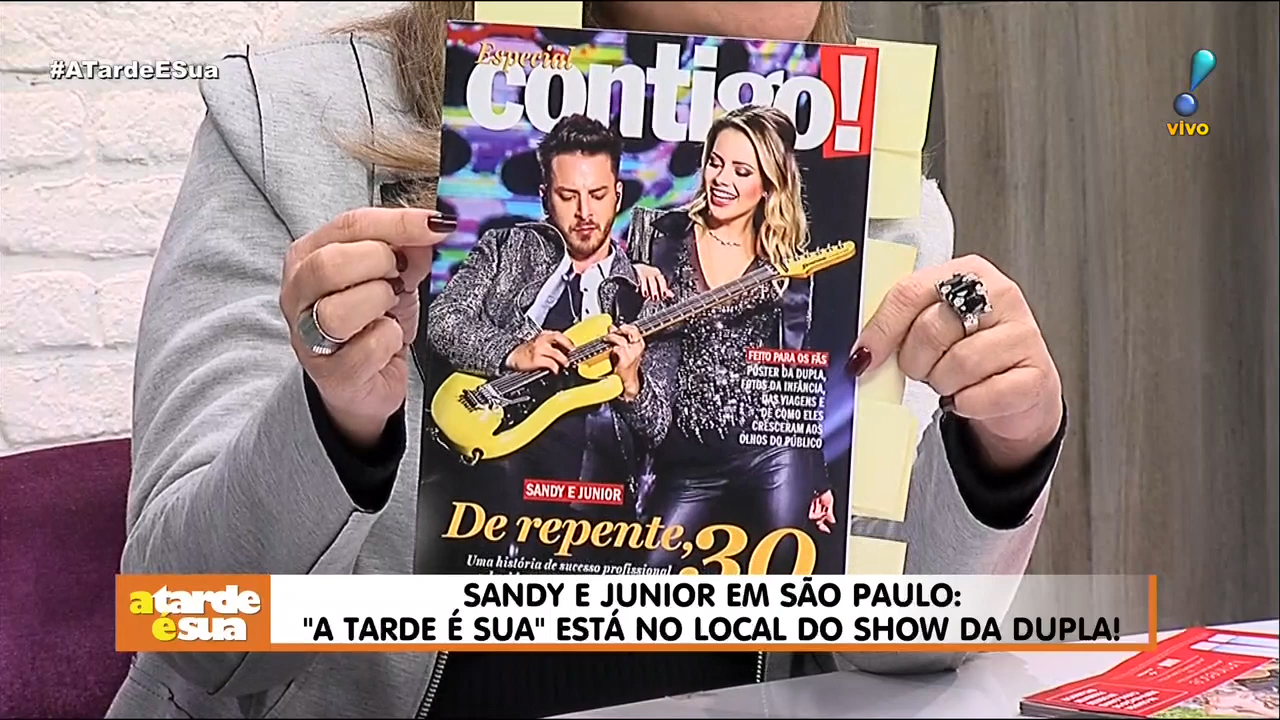 #ATardeESua
vivo
Especial
contigo!
FEITO PARA OS FÃS
PÔSTER DA DUPLA,
FOTOS DA INFÂNCIA,
DAS VIAGENS E
DE COMO ELES
CRESCERAM AOS
OLHOS DO PÚBLICO
SANDY E JUNIOR
De repente, 30
Uma história de sucesso profissional
a tarde
é sua
SANDY E JUNIOR EM SÃO PAULO:
"A TARDE É SUA" ESTÁ NO LOCAL DO SHOW DA DUPLA!